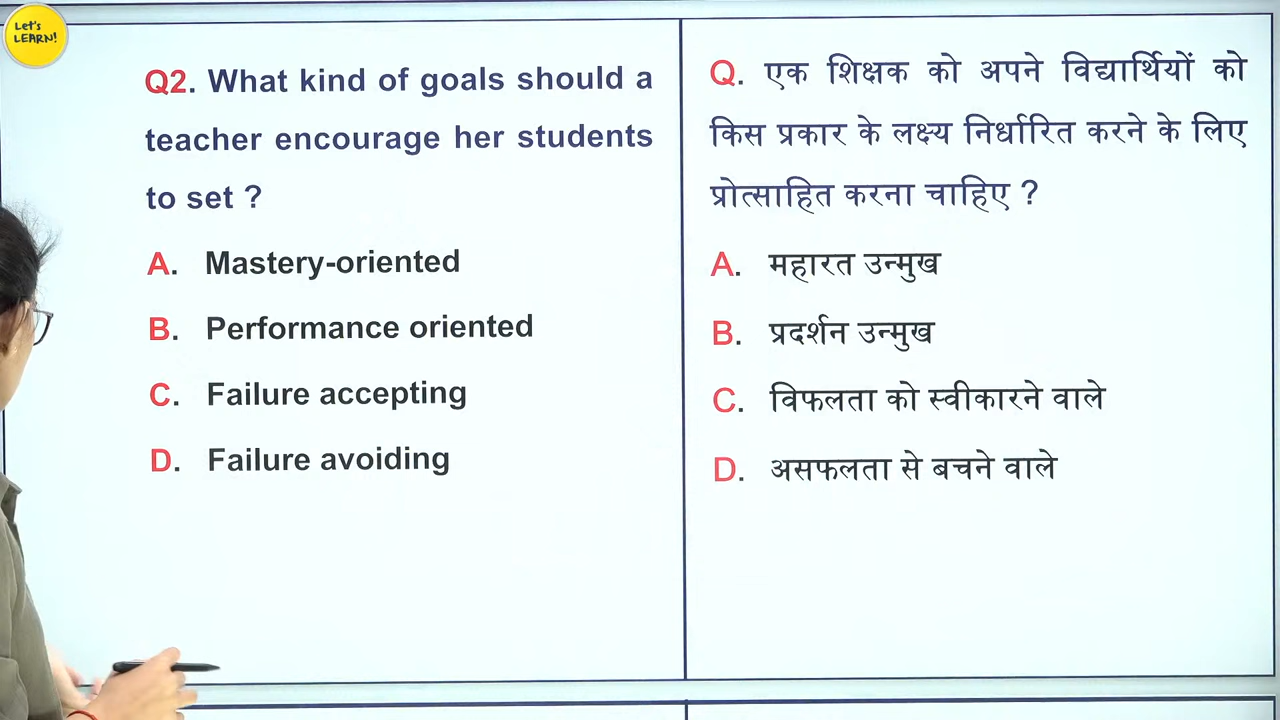 Let's
LEARN!
Q2. What kind of goals should a
teacher encourage her students
to set ?
A. Mastery-oriented
B. Performance oriented
C. Failure accepting
D. Failure avoiding
Q. एक शिक्षक को अपने विद्यार्थियों को
किस प्रकार के लक्ष्य निर्धारित करने के लिए
प्रोत्साहित करना चाहिए ?
A. महारत उन्मुख
B. प्रदर्शन उन्मुख
C. विफलता को स्वीकारने वाले
D. असफलता से बचने वाले